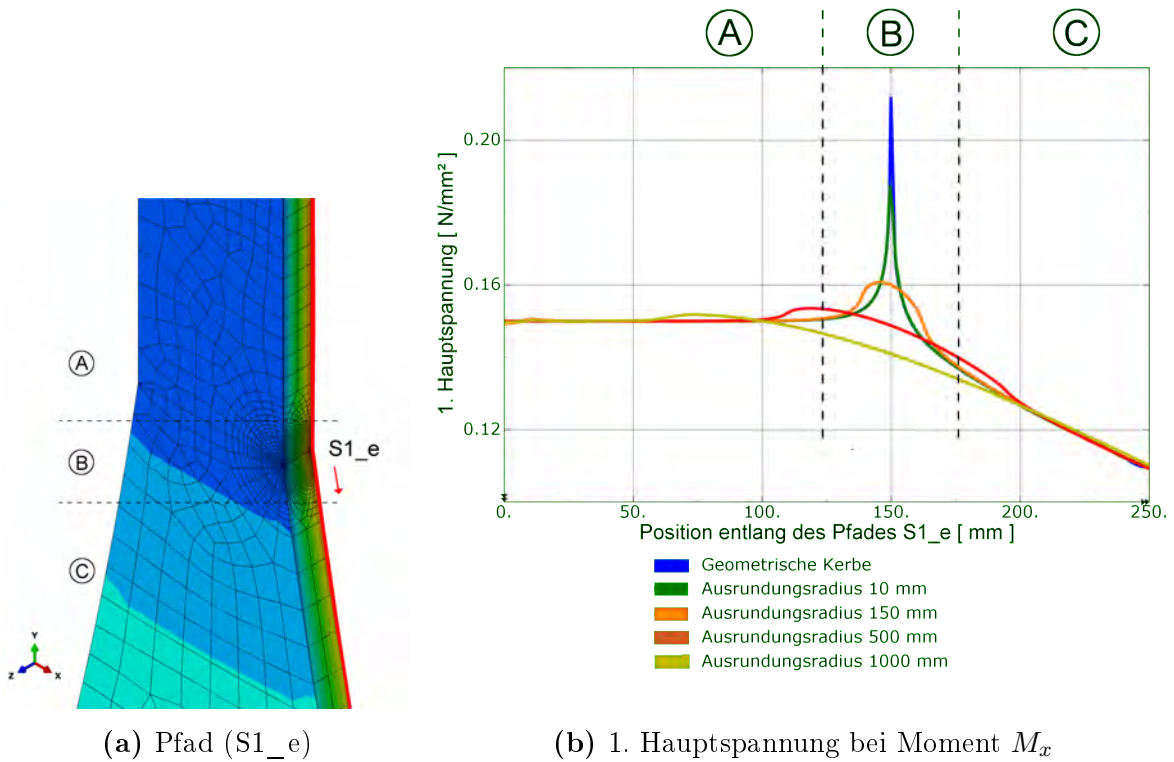 A
B
C
S1_e
Y
Z
X
(a) Pfad (S1_e)
A
B
C
1. Hauptspannung [ N/mm² ]
0.20
0.16
0.12
0.
50.
100.
150.
200.
250.
Position entlang des Pfades S1_e [ mm ]
Geometrische Kerbe
Ausrundungsradius 10 mm
Ausrundungsradius 150 mm
Ausrundungsradius 500 mm
Ausrundungsradius 1000 mm
(b) 1. Hauptspannung bei Moment Mx